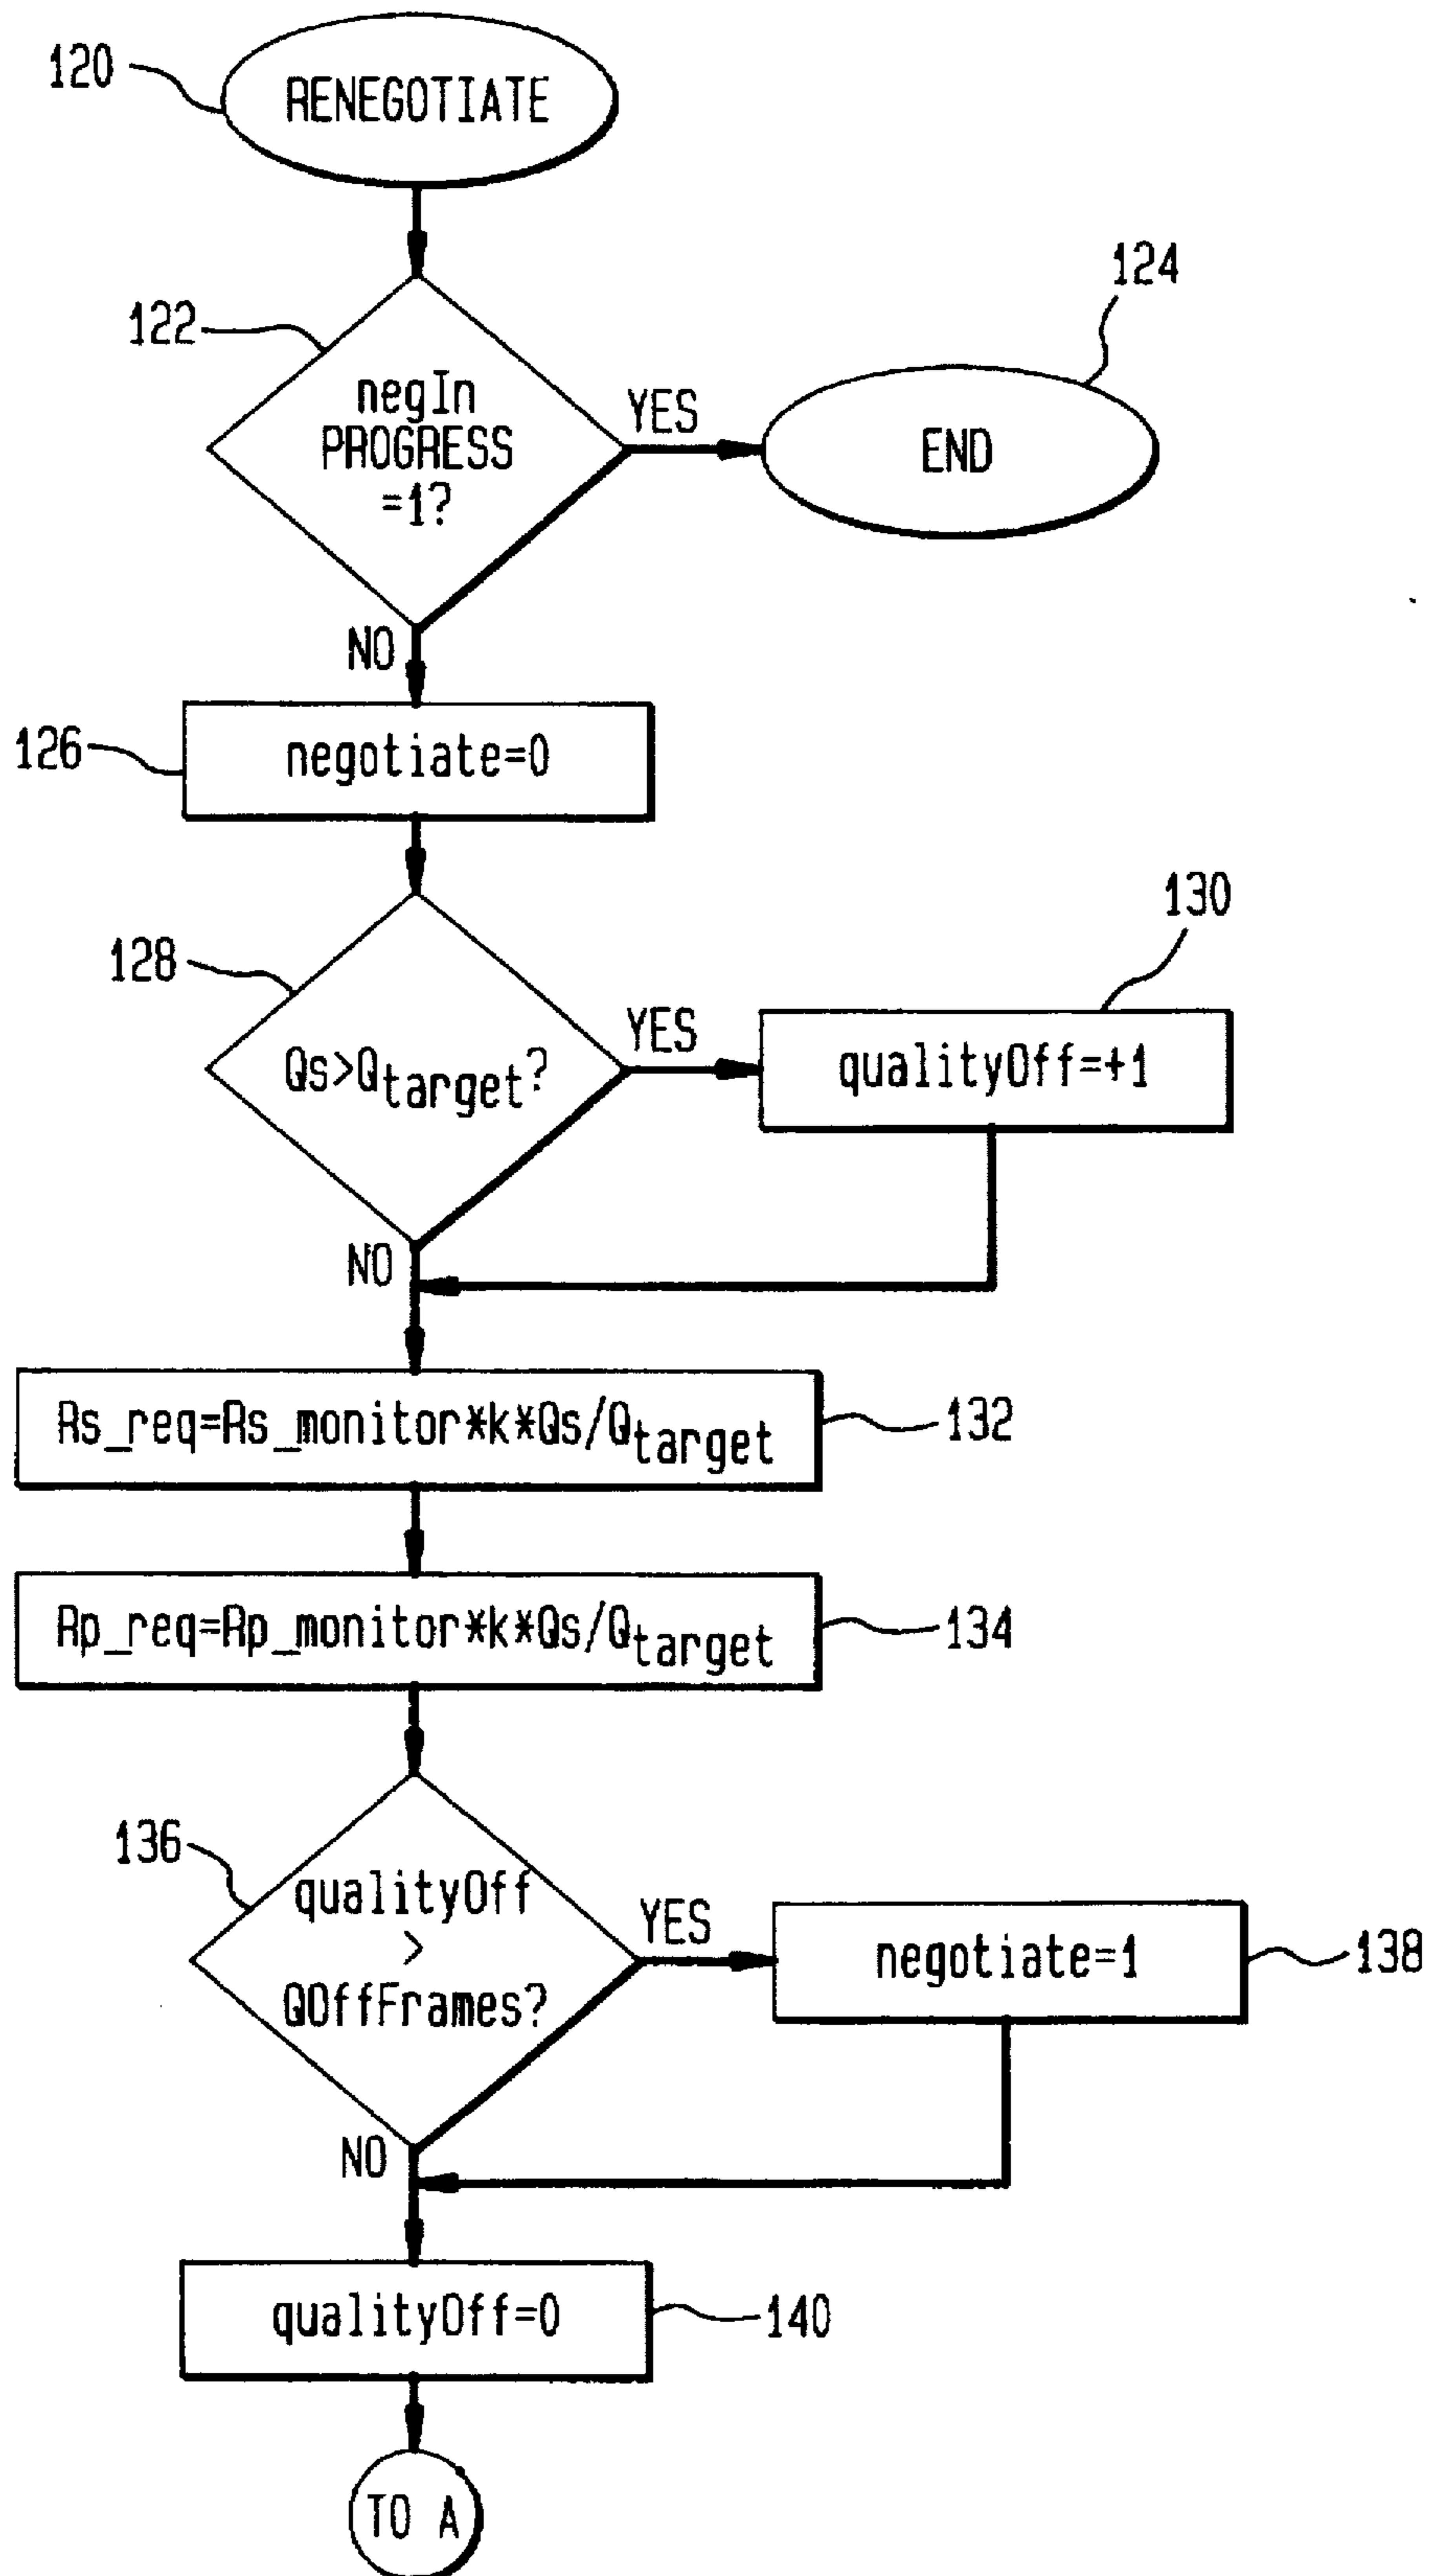 120
RENEGOTIATE
124
122
negIn
PROGRESS
=1?
YES
END
NO
126
negotiate=0
130
128
Qs>Qtarget?
YES
qualityOff=+1
NO
Rs_req=Rs_monitor*k*Qs/Qtarget
132
Rp_req=Rp_monitor*k*Qs/Qtarget
134
136
qualityOff
>
QOffFrames?
YES
negotiate=1
138
NO
qualityOff=0
140
TO A